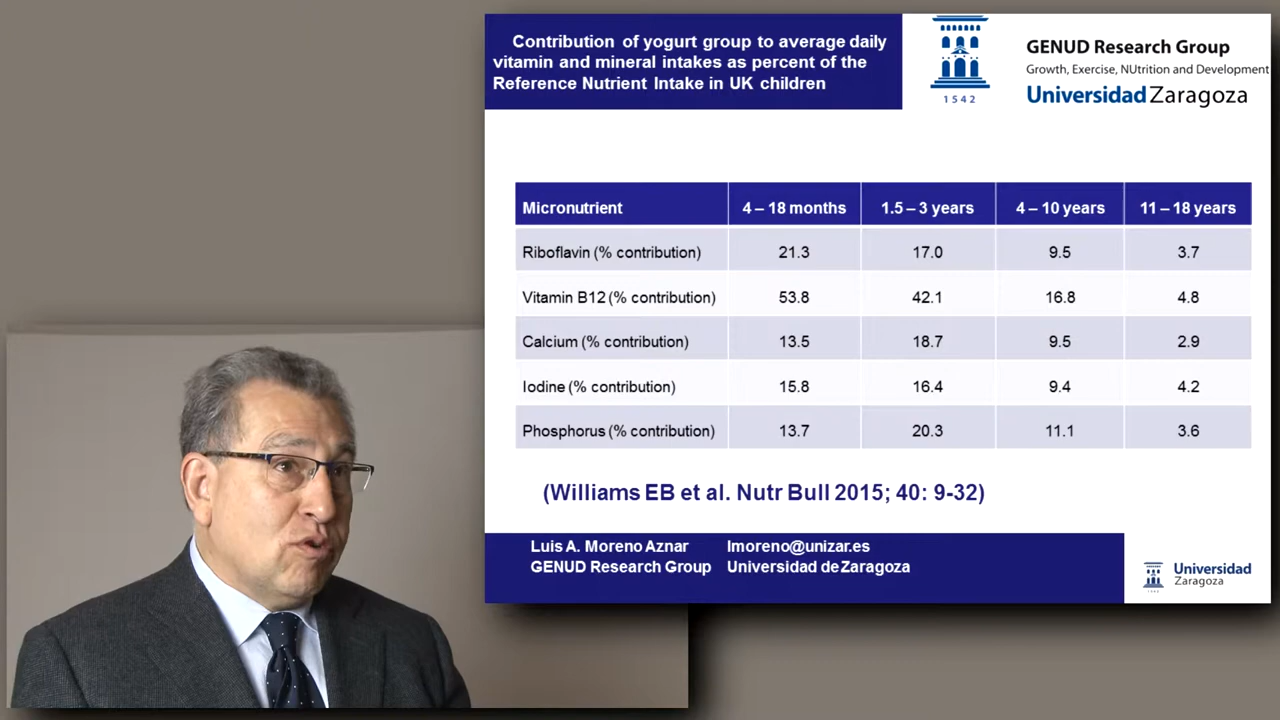 Contribution of yogurt group to average daily
vitamin and mineral intakes as percent of the
Reference Nutrient Intake in UK children
1542
GENUD Research Group
Growth, Exercise, NUtrition and Development
Universidad Zaragoza
Micronutrient 4 – 18 months 1.5 – 3 years 4 – 10 years 11 – 18 years
Riboflavin (% contribution) 21.3 17.0 9.5 3.7
Vitamin B12 (% contribution) 53.8 42.1 16.8 4.8
Calcium (% contribution) 13.5 18.7 9.5 2.9
Iodine (% contribution) 15.8 16.4 9.4 4.2
Phosphorus (% contribution) 13.7 20.3 11.1 3.6
(Williams EB et al. Nutr Bull 2015; 40: 9-32)
Luis A. Moreno Aznar lmoreno@unizar.es
GENUD Research Group Universidad de Zaragoza
Universidad
Zaragoza